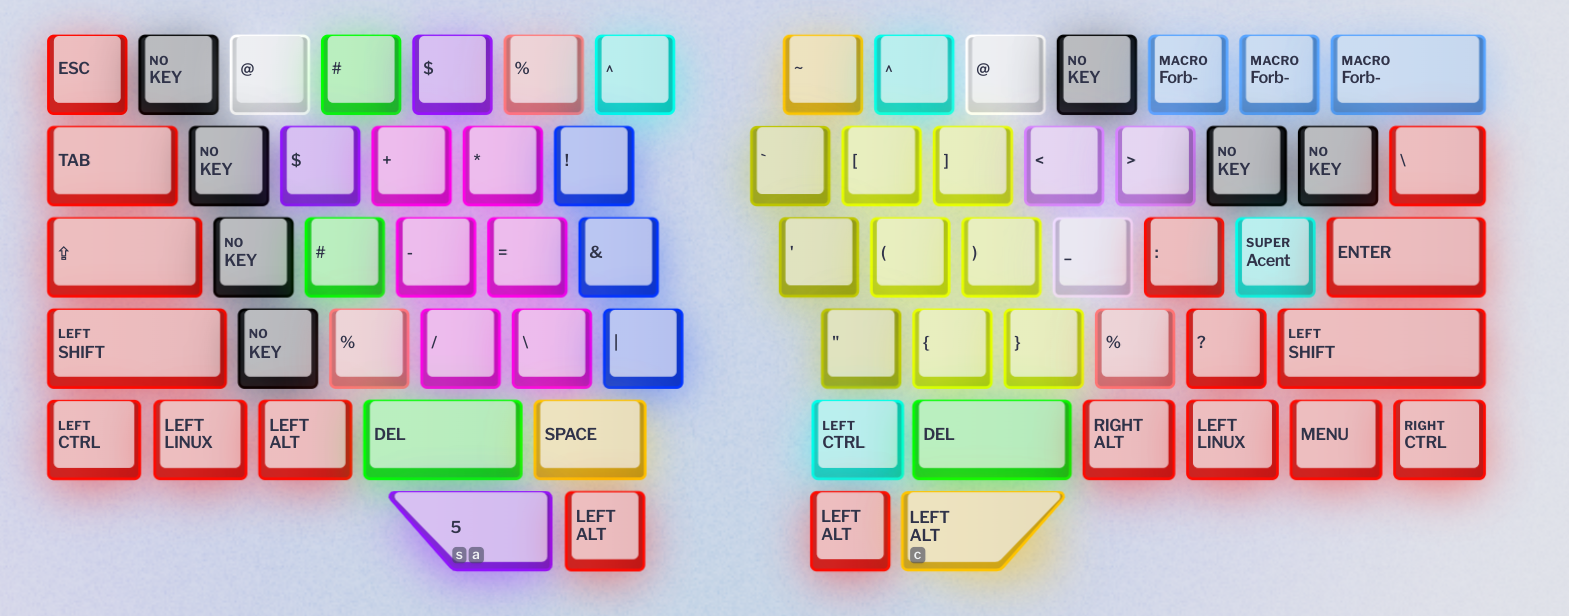 ESC
NO
KEY
@
#
$
%
^
~
^
@
NO
KEY
MACRO
Forb-
MACRO
Forb-
MACRO
Forb-
TAB
NO
KEY
$
+
*
!
`
[
]
<
>
NO
KEY
NO
KEY
\
⇪
NO
KEY
#
-
=
&
'
(
)
_
:
SUPER
Acent
ENTER
LEFT
SHIFT
NO
KEY
%
/
\
|
"
{
}
%
?
LEFT
SHIFT
LEFT
CTRL
LEFT
LINUX
LEFT
ALT
DEL
SPACE
LEFT
CTRL
DEL
RIGHT
ALT
LEFT
LINUX
MENU
RIGHT
CTRL
5
s a
LEFT
ALT
LEFT
ALT
LEFT
ALT
c